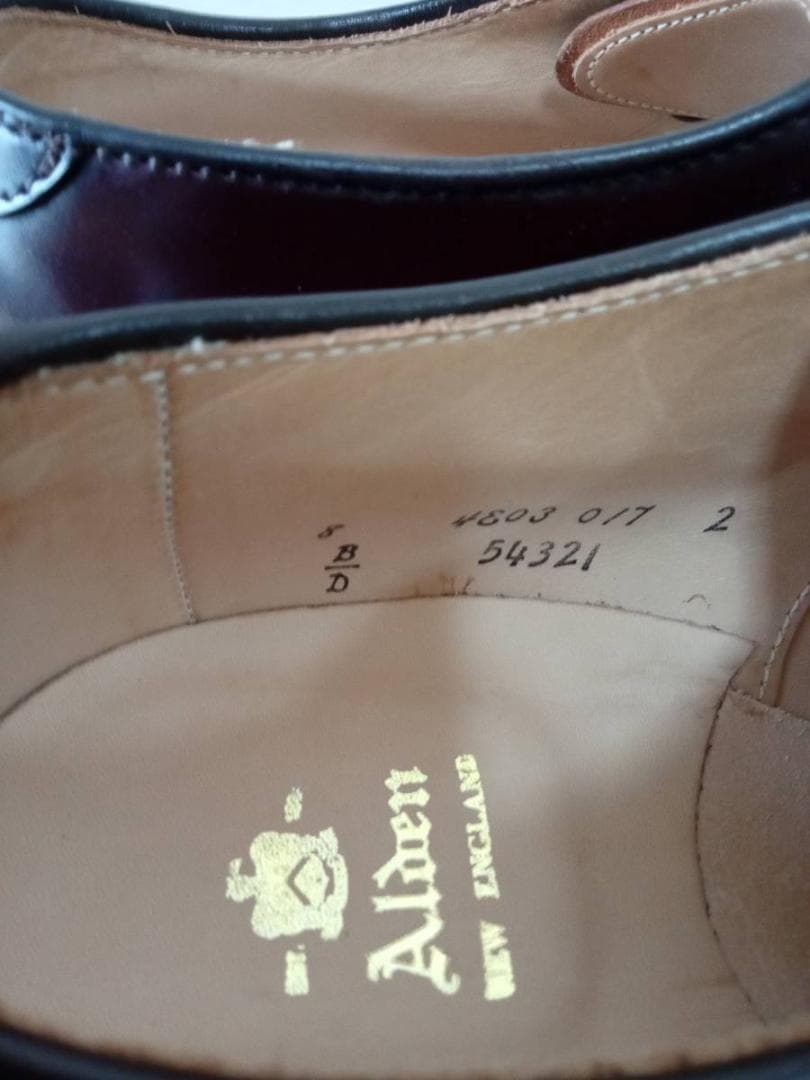 8 4803 017 2
B/D 54321
Alden
NEW ENGLAND